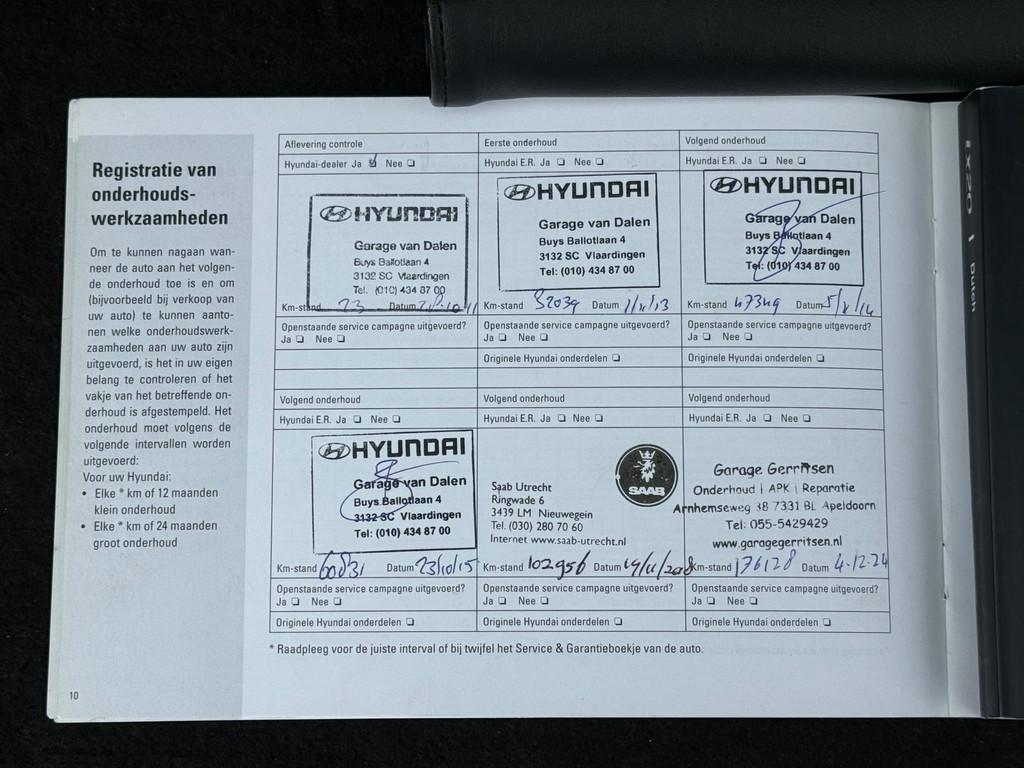 Registratie van
onderhouds-
werkzaamheden
Om te kunnen nagaan wan-
neer de auto aan het volgen-
de onderhoud toe is en om
(bijvoorbeeld bij verkoop van
uw auto) te kunnen aanto-
nen welke onderhoudswerk-
zaamheden aan uw auto zijn
uitgevoerd, is het in uw eigen
belang te controleren of het
vakje van het betreffende on-
derhoud is afgestempeld. Het
onderhoud moet volgens de
volgende intervallen worden
uitgevoerd:
Voor uw Hyundai:
• Elke * km of 12 maanden
klein onderhoud
• Elke * km of 24 maanden
groot onderhoud
10
Aflevering controle
Hyundai-dealer Ja Nee
HYUNDAI
Garage van Dalen
Buys Ballotlaan 4
3132 SC Vlaardingen
Tel. (010) 434 87 00
Km-stand 23 Datum
Openstaande service campagne uitgevoerd?
Ja Nee
Eerste onderhoud
Hyundai E.R. Ja Nee
HYUNDAI
Garage van Dalen
Buys Ballotlaan 4
3132 SC Vlaardingen
Tel: (010) 434 87 00
Km-stand Datum
Openstaande service campagne uitgevoerd?
Ja Nee
Originele Hyundai onderdelen
Volgend onderhoud
Hyundai E.R. Ja Nee
HYUNDAI
Garage van Dalen
Buys Ballotlaan 4
3132 SC Vlaardingen
Tel: (010) 434 87 00
Km-stand 47349 Datum
Openstaande service campagne uitgevoerd?
Ja Nee
Originele Hyundai onderdelen
Volgend onderhoud
Hyundai E.R. Ja Nee
HYUNDAI
Garage van Dalen
Buys Ballotlaan 4
3132 SC Vlaardingen
Tel: (010) 434 87 00
Km-stand 60831 Datum 23/10/15
Openstaande service campagne uitgevoerd?
Ja Nee
Originele Hyundai onderdelen
Volgend onderhoud
Hyundai E.R. Ja Nee
SAAB
Saab Utrecht
Ringwade 6
3439 LM Nieuwegein
Tel. (030) 280 70 60
Internet www.saab-utrecht.nl
Km-stand 102956 Datum
Openstaande service campagne uitgevoerd?
Ja Nee
Originele Hyundai onderdelen
Volgend onderhoud
Hyundai E.R. Ja Nee
Garage Gerritsen
Onderhoud | APK | Reparatie
Arnhemseweg 38 7331 BL Apeldoorn
Tel: 055-5429429
www.garagegerritsen.nl
Km-stand 176128 Datum 4-12-24
Openstaande service campagne uitgevoerd?
Ja Nee
Originele Hyundai onderdelen
* Raadpleeg voor de juiste interval of bij twijfel het Service & Garantieboekje van de auto.
IX20 | Dutch